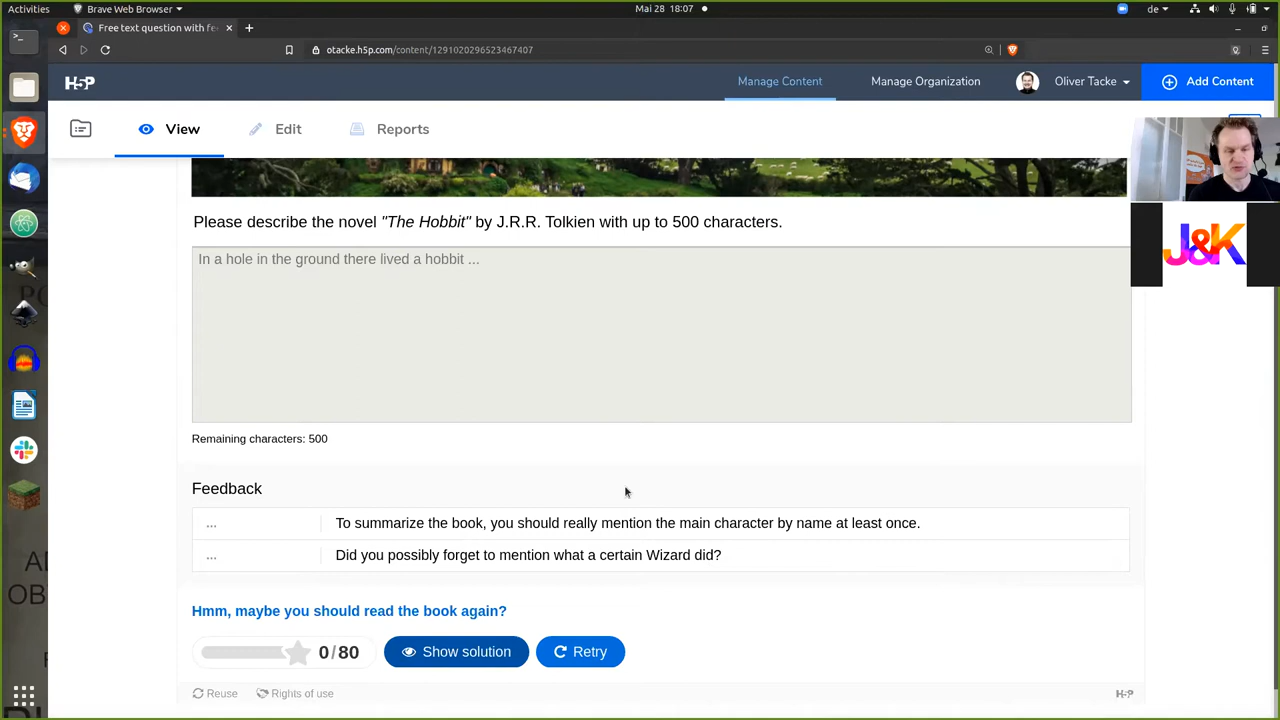 Activities
Brave Web Browser
Mai 28 18:07
de
Free text question with fe
otacke.h5p.com/content/1291020296523467407
H5P
Manage Content
Manage Organization
Oliver Tacke
Add Content
View
Edit
Reports
Please describe the novel "The Hobbit" by J.R.R. Tolkien with up to 500 characters.
J&K
In a hole in the ground there lived a hobbit ...
Remaining characters: 500
Feedback
... To summarize the book, you should really mention the main character by name at least once.
... Did you possibly forget to mention what a certain Wizard did?
Hmm, maybe you should read the book again?
0/80
Show solution
Retry
Reuse
Rights of use
H5P